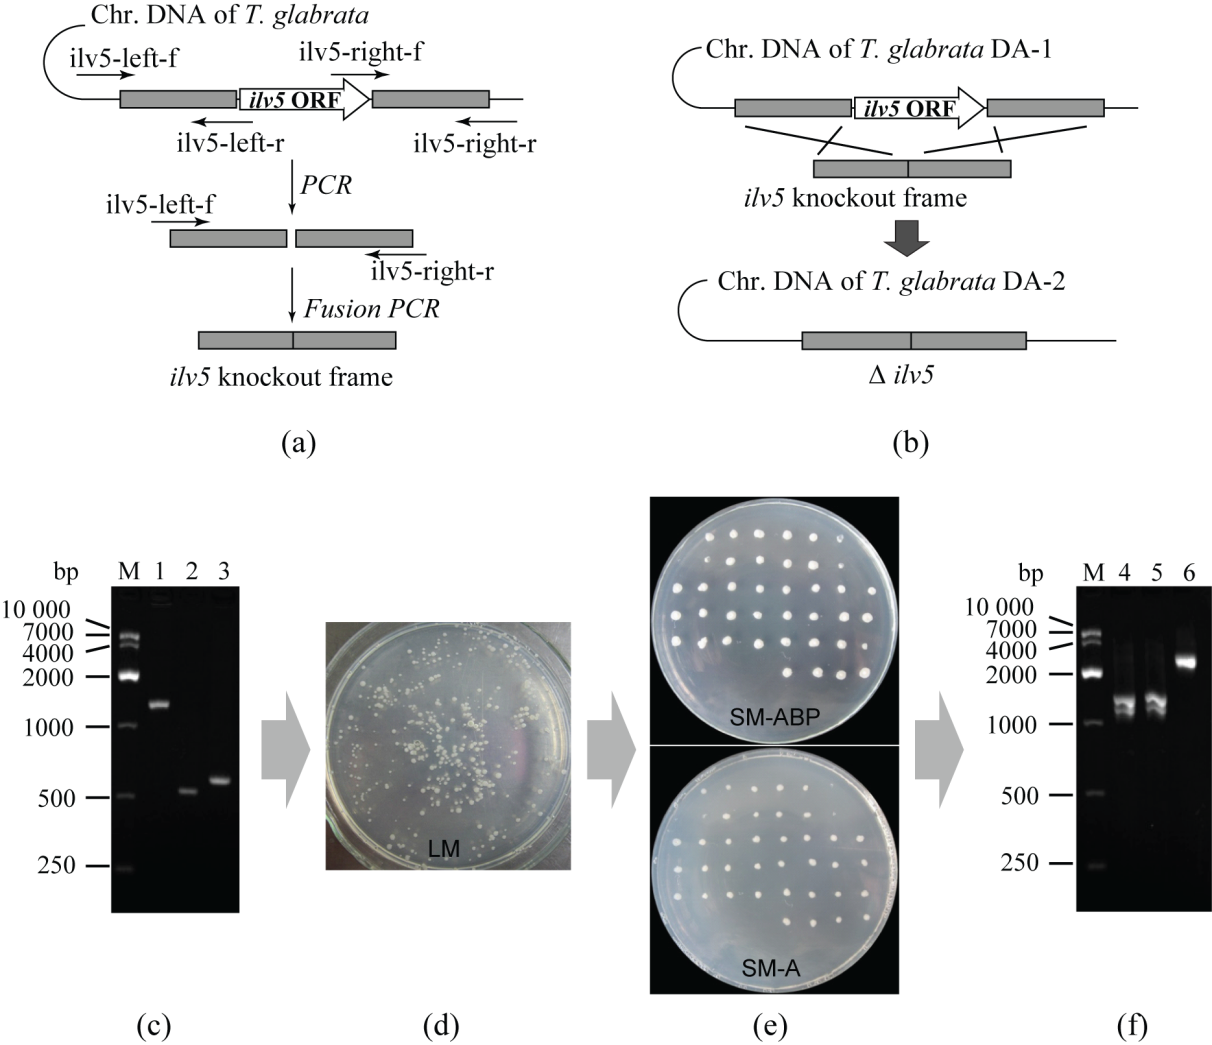 Chr. DNA of T. glabrata
ilv5-left-f
ilv5-right-f
ilv5 ORF
ilv5-left-r
ilv5-right-r
PCR
ilv5-left-f
ilv5-right-r
Fusion PCR
ilv5 knockout frame
(a)
Chr. DNA of T. glabrata DA-1
ilv5 ORF
ilv5 knockout frame
Chr. DNA of T. glabrata DA-2
Δ ilv5
(b)
bp M 1 2 3
10 000
7000
4000
2000
1000
500
250
(c)
LM
(d)
SM-ABP
SM-A
(e)
bp M 4 5 6
10 000
7000
4000
2000
1000
500
250
(f)